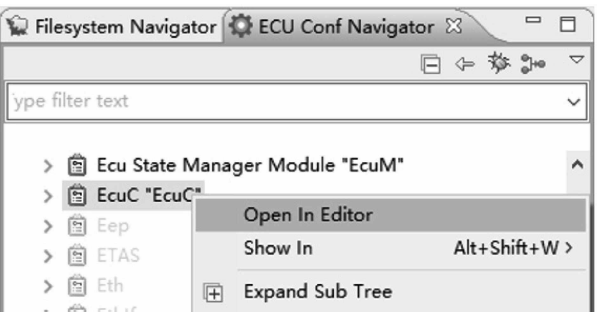 Filesystem Navigator ECU Conf Navigator
ype filter text
Ecu State Manager Module "EcuM"
EcuC "EcuC"
Open In Editor
Eep
Show In Alt+Shift+W >
ETAS
Eth
Expand Sub Tree